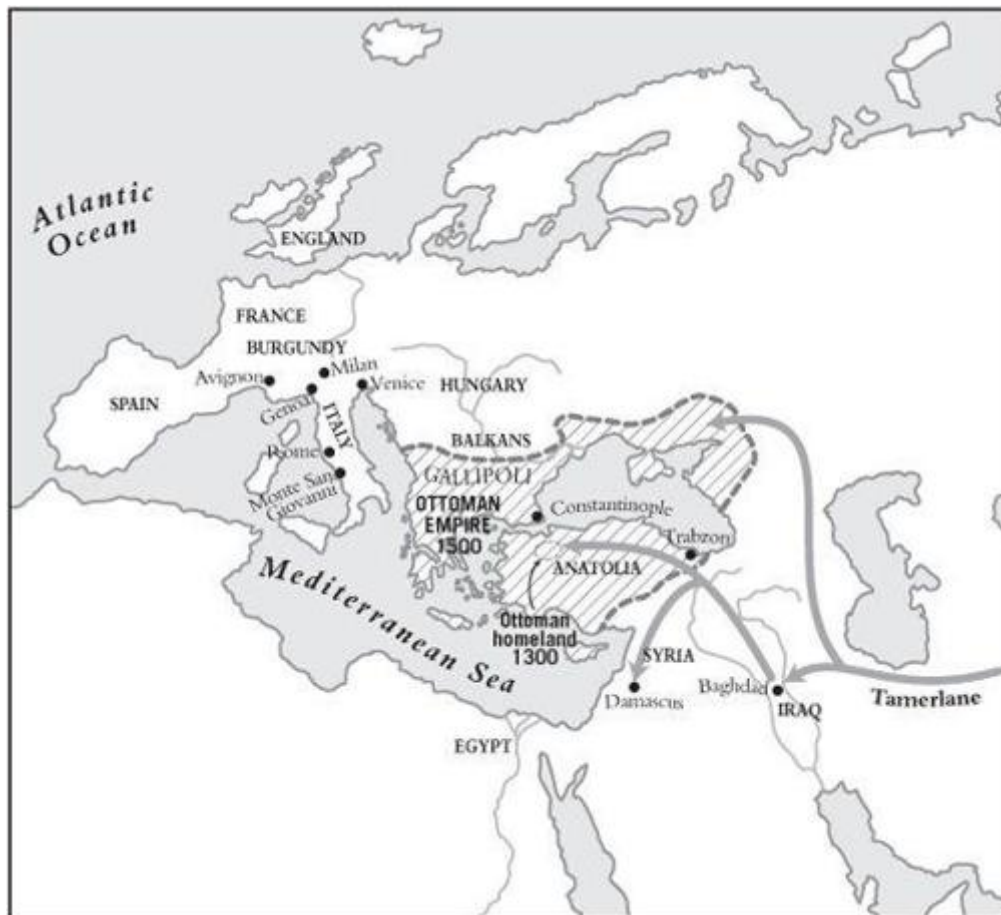 Atlantic
Ocean
ENGLAND
FRANCE
BURGUNDY
Milan
Avignon
Venice
HUNGARY
SPAIN
Genoa
ITALY
BALKANS
Rome
GALLIPOLI
Monte San
Giovanni
OTTOMAN
EMPIRE
1500
Constantinople
Trabzon
ANATOLIA
Mediterranean Sea
Ottoman
homeland
1300
SYRIA
Damascus
Baghdad
IRAQ
Tamerlane
EGYPT